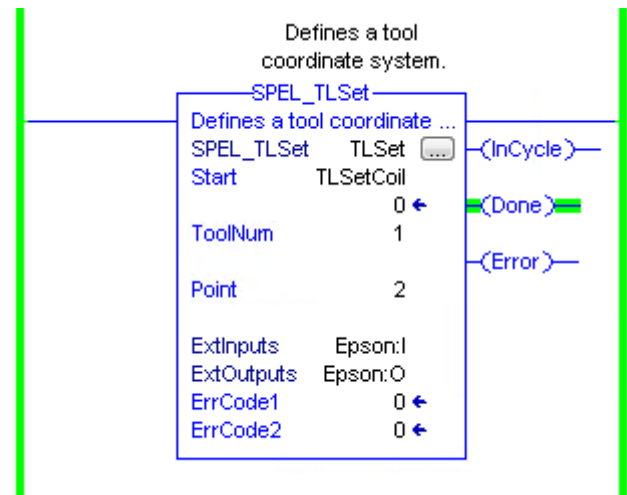 Defines a tool
coordinate system.
SPEL_TLSet
Defines a tool coordinate ...
SPEL_TLSet TLSet ...
(InCycle)
Start TLSetCoil
0
(Done)
ToolNum 1
(Error)
Point 2
ExtInputs Epson:I
ExtOutputs Epson:O
ErrCode1 0
ErrCode2 0